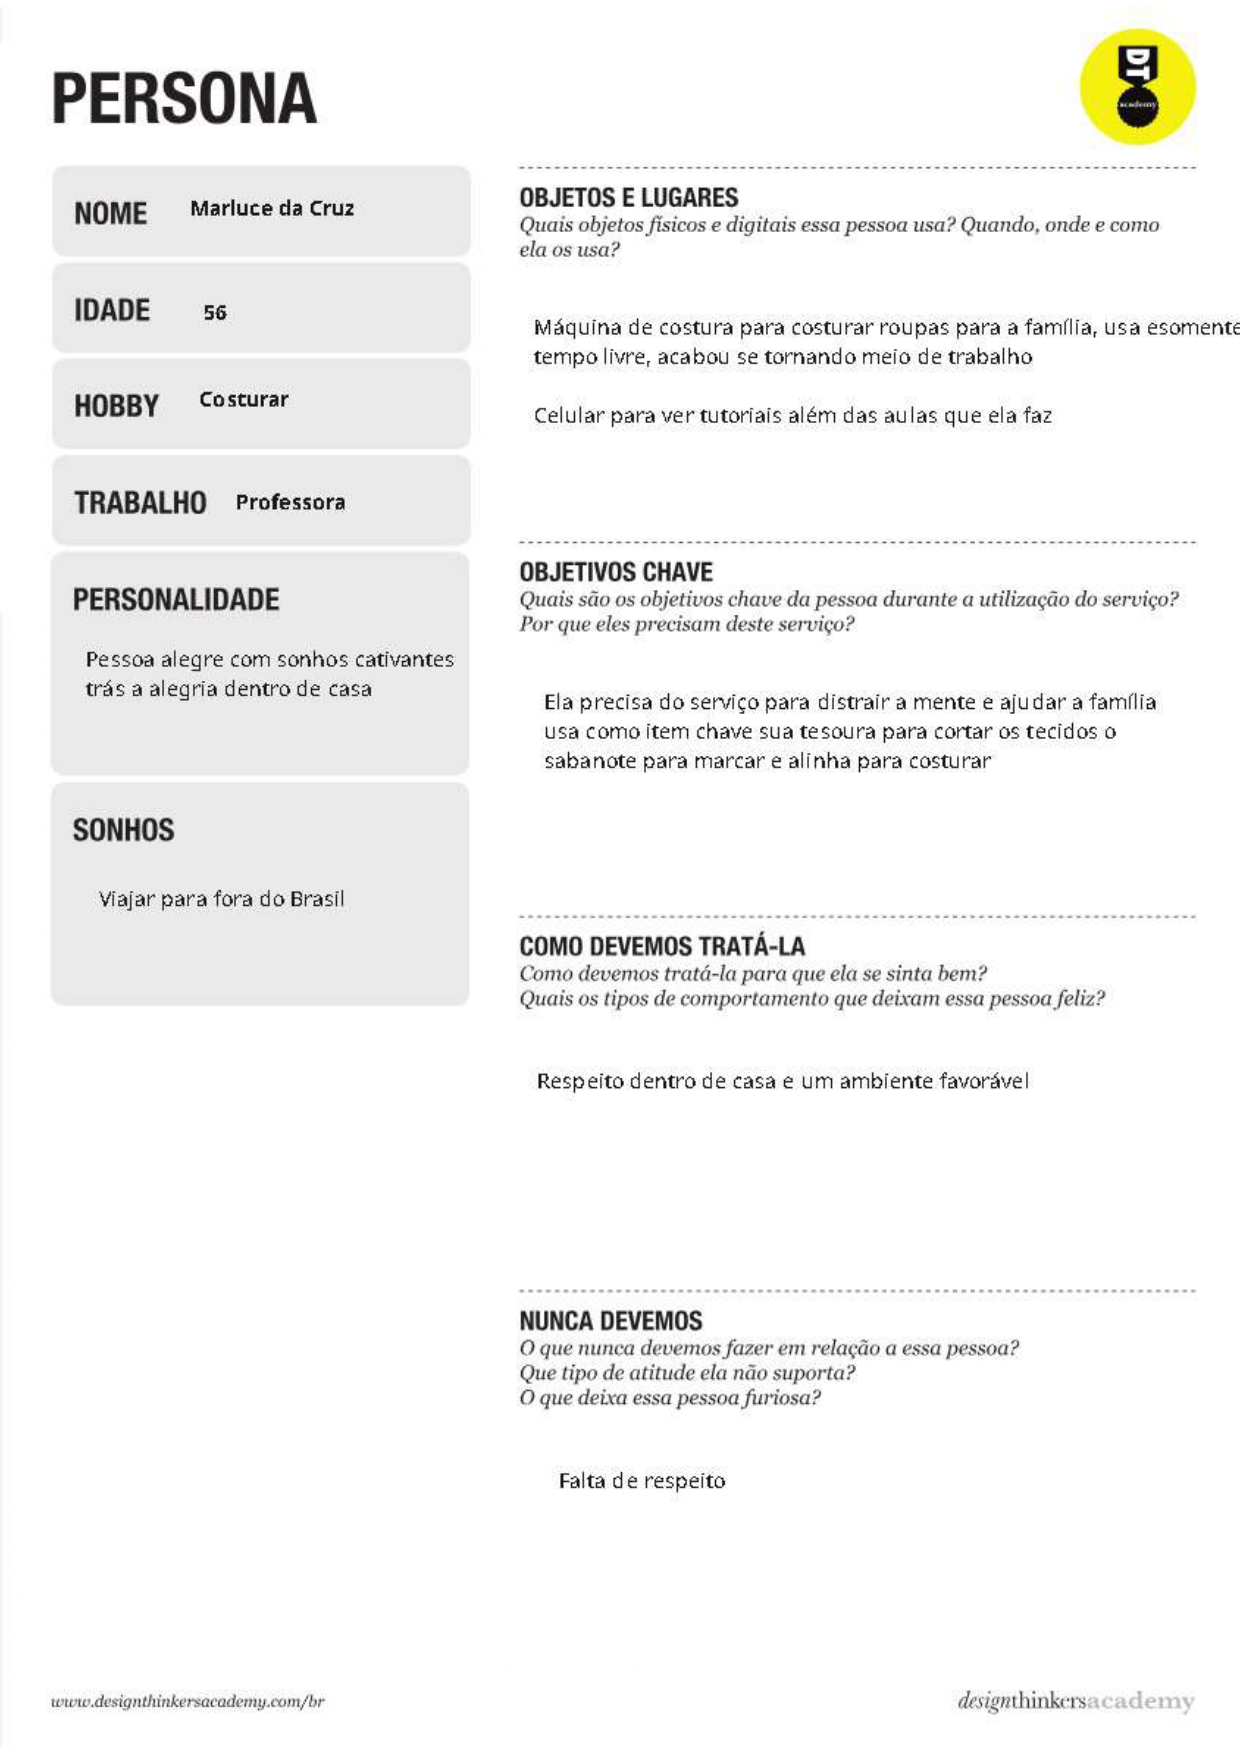 PERSONA
DT
academy
NOME Marluce da Cruz
IDADE 56
HOBBY Costurar
TRABALHO Professora
PERSONALIDADE
Pessoa alegre com sonhos cativantes
trás a alegria dentro de casa
SONHOS
Viajar para fora do Brasil
OBJETOS E LUGARES
Quais objetos físicos e digitais essa pessoa usa? Quando, onde e como
ela os usa?
Máquina de costura para costurar roupas para a família, usa esomente
tempo livre, acabou se tornando meio de trabalho
Celular para ver tutoriais além das aulas que ela faz
OBJETIVOS CHAVE
Quais são os objetivos chave da pessoa durante a utilização do serviço?
Por que eles precisam deste serviço?
Ela precisa do serviço para distrair a mente e ajudar a família
usa como item chave sua tesoura para cortar os tecidos o
sabanote para marcar e alinha para costurar
COMO DEVEMOS TRATÁ-LA
Como devemos tratá-la para que ela se sinta bem?
Quais os tipos de comportamento que deixam essa pessoa feliz?
Respeito dentro de casa e um ambiente favorável
NUNCA DEVEMOS
O que nunca devemos fazer em relação a essa pessoa?
Que tipo de atitude ela não suporta?
O que deixa essa pessoa furiosa?
Falta de respeito
www.designthinkersacademy.com/br
designthinkersacademy